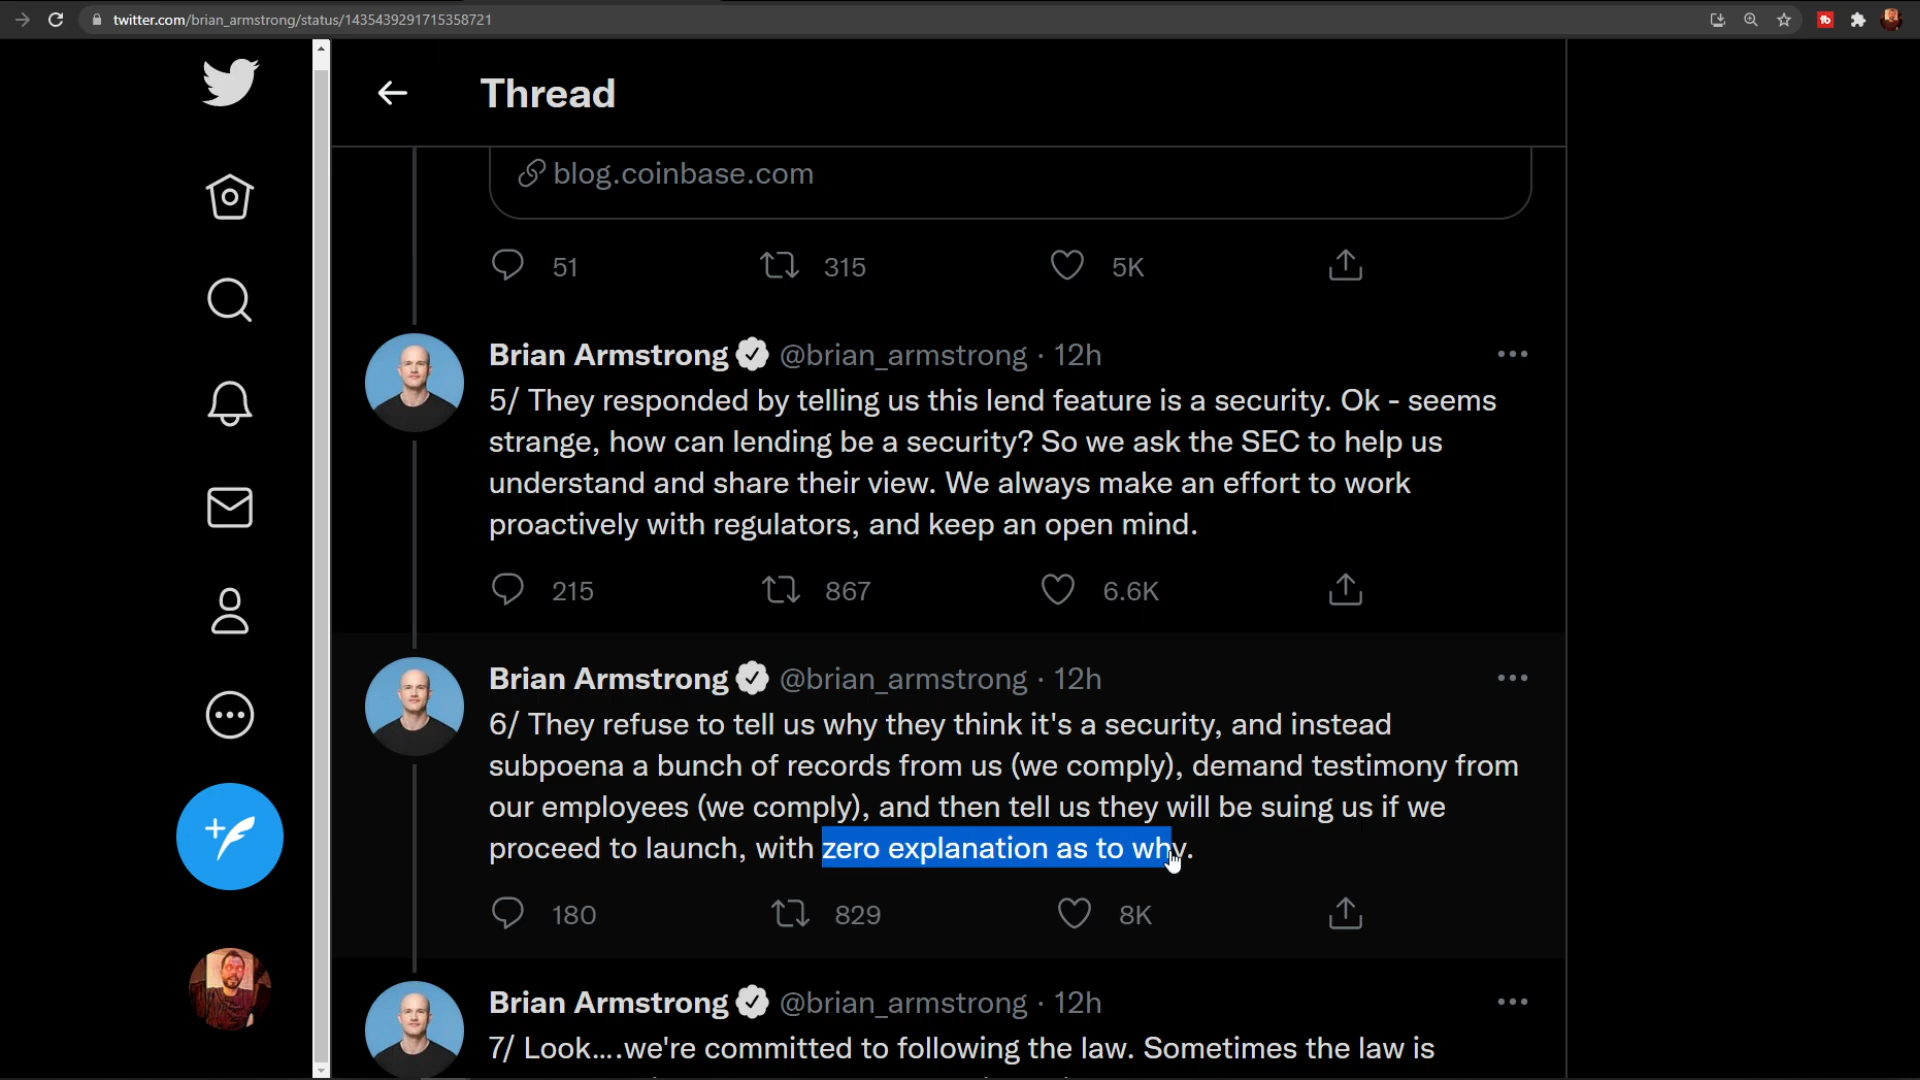 twitter.com/brian_armstrong/status/1435439291715358721
Thread
blog.coinbase.com
51 315 5K
Brian Armstrong @brian_armstrong · 12h
5/ They responded by telling us this lend feature is a security. Ok - seems
strange, how can lending be a security? So we ask the SEC to help us
understand and share their view. We always make an effort to work
proactively with regulators, and keep an open mind.
215 867 6.6K
Brian Armstrong @brian_armstrong · 12h
6/ They refuse to tell us why they think it's a security, and instead
subpoena a bunch of records from us (we comply), demand testimony from
our employees (we comply), and then tell us they will be suing us if we
proceed to launch, with zero explanation as to why.
180 829 8K
Brian Armstrong @brian_armstrong · 12h
7/ Look....we're committed to following the law. Sometimes the law is